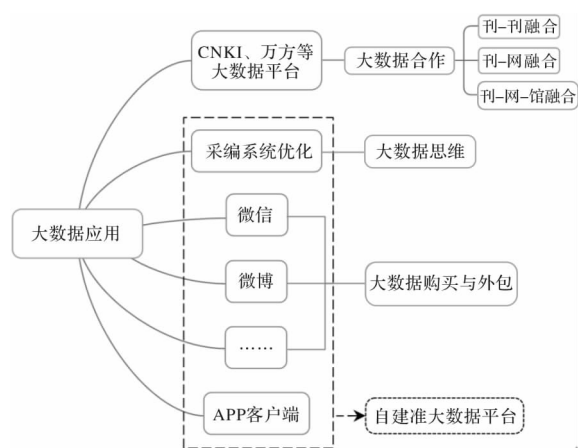 CNKI、万方等
大数据平台
大数据合作
刊–刊融合
刊–网融合
刊–网–馆融合
采编系统优化
大数据思维
大数据应用
微信
微博
大数据购买与外包
……
APP客户端
自建准大数据平台